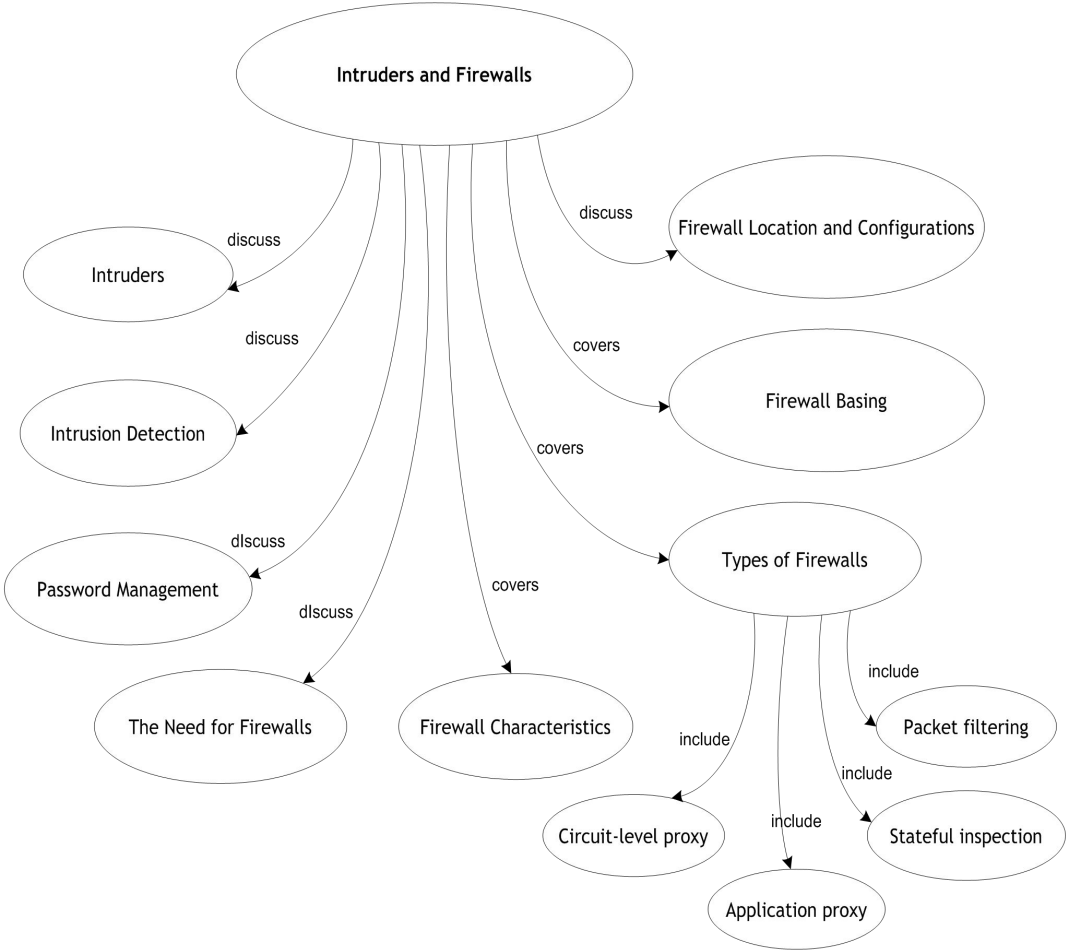 Intruders and Firewalls
discuss
Firewall Location and Configurations
discuss
Intruders
discuss
covers
Firewall Basing
Intrusion Detection
covers
dIscuss
Types of Firewalls
Password Management
covers
dIscuss
include
The Need for Firewalls
Firewall Characteristics
Packet filtering
include
include
include
Circuit-level proxy
Stateful inspection
Application proxy